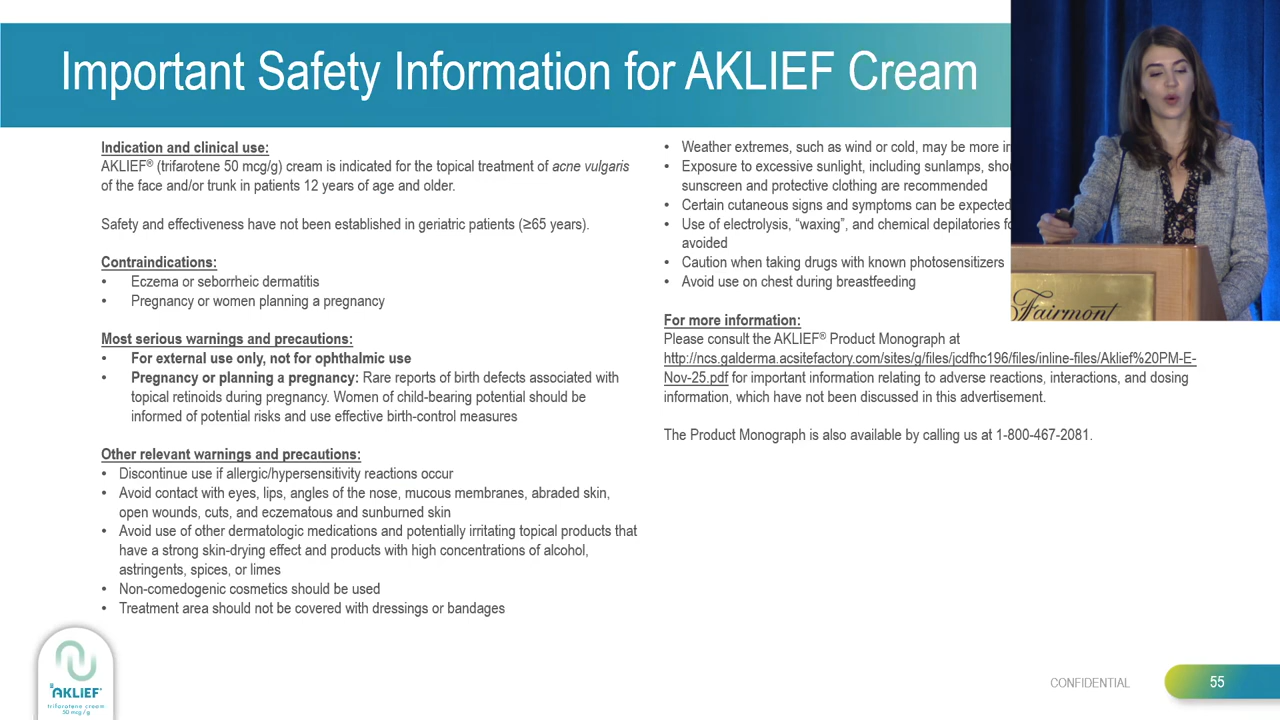 Important Safety Information for AKLIEF Cream
Indication and clinical use:
AKLIEF® (trifarotene 50 mcg/g) cream is indicated for the topical treatment of acne vulgaris
of the face and/or trunk in patients 12 years of age and older.
Safety and effectiveness have not been established in geriatric patients (≥65 years).
Contraindications:
• Eczema or seborrheic dermatitis
• Pregnancy or women planning a pregnancy
Most serious warnings and precautions:
• For external use only, not for ophthalmic use
• Pregnancy or planning a pregnancy: Rare reports of birth defects associated with
topical retinoids during pregnancy. Women of child-bearing potential should be
informed of potential risks and use effective birth-control measures
Other relevant warnings and precautions:
• Discontinue use if allergic/hypersensitivity reactions occur
• Avoid contact with eyes, lips, angles of the nose, mucous membranes, abraded skin,
open wounds, cuts, and eczematous and sunburned skin
• Avoid use of other dermatologic medications and potentially irritating topical products that
have a strong skin-drying effect and products with high concentrations of alcohol,
astringents, spices, or limes
• Non-comedogenic cosmetics should be used
• Treatment area should not be covered with dressings or bandages
• Weather extremes, such as wind or cold, may be more
• Exposure to excessive sunlight, including sunlamps,
sunscreen and protective clothing are recommended
• Certain cutaneous signs and symptoms can be expected
• Use of electrolysis, “waxing”, and chemical depilatories
avoided
• Caution when taking drugs with known photosensitizers
• Avoid use on chest during breastfeeding
For more information:
Please consult the AKLIEF® Product Monograph at
http://ncs.galderma.acsitefactory.com/sites/g/files/jcdfhc196/files/inline-files/Aklief%20PM-E-
Nov-25.pdf for important information relating to adverse reactions, interactions, and dosing
information, which have not been discussed in this advertisement.
The Product Monograph is also available by calling us at 1-800-467-2081.
Fairmont
AKLIEF®
trifarotene cream
50 mcg/g
CONFIDENTIAL
55